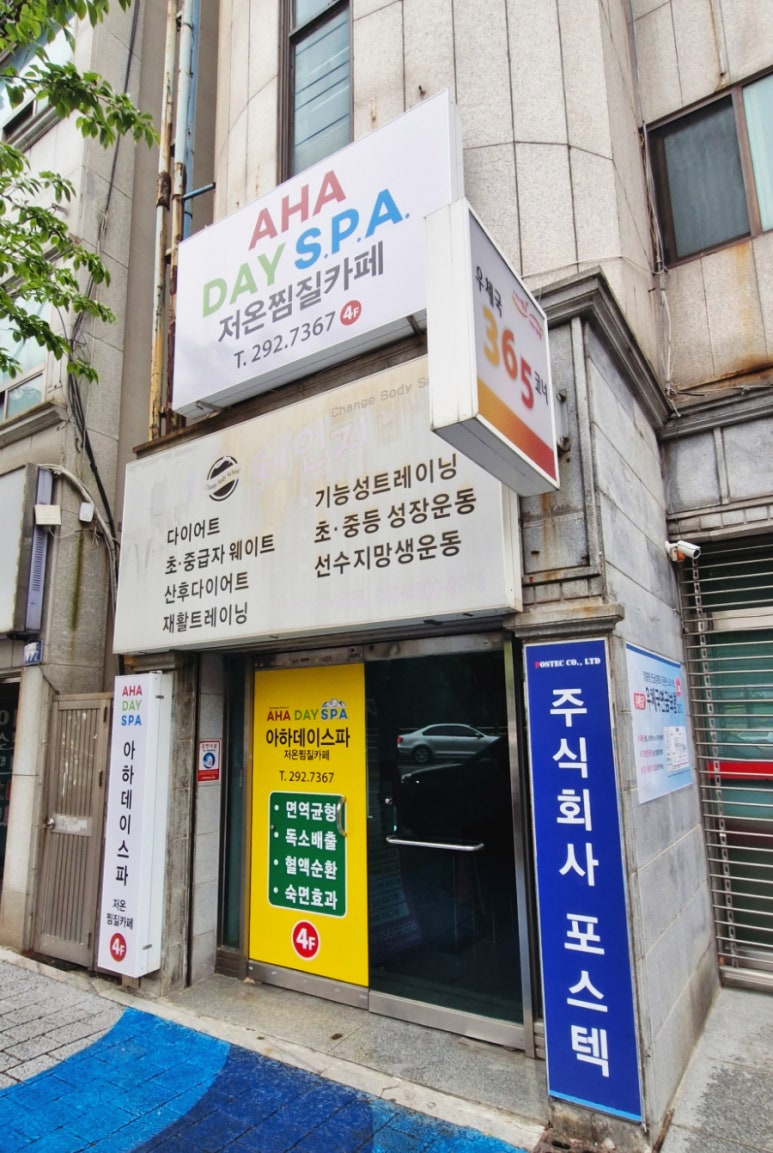 AHA
DAY S.P.A.
저온찜질카페
T. 292.7367 4F
우체국
365
코너
Change Body
다이어트
초·중급자 웨이트
산후다이어트
재활트레이닝
기능성트레이닝
초·중등 성장운동
선수지망생운동
AHA
DAY
SPA
아하데이스파
저온
찜질카페
4F
AHA DAY SPA
아하데이스파
저온찜질카페
T. 292.7367
• 면역균형
• 독소배출
• 혈액순환
• 숙면효과
4F
POSTEC CO., LTD
주식회사 포스텍